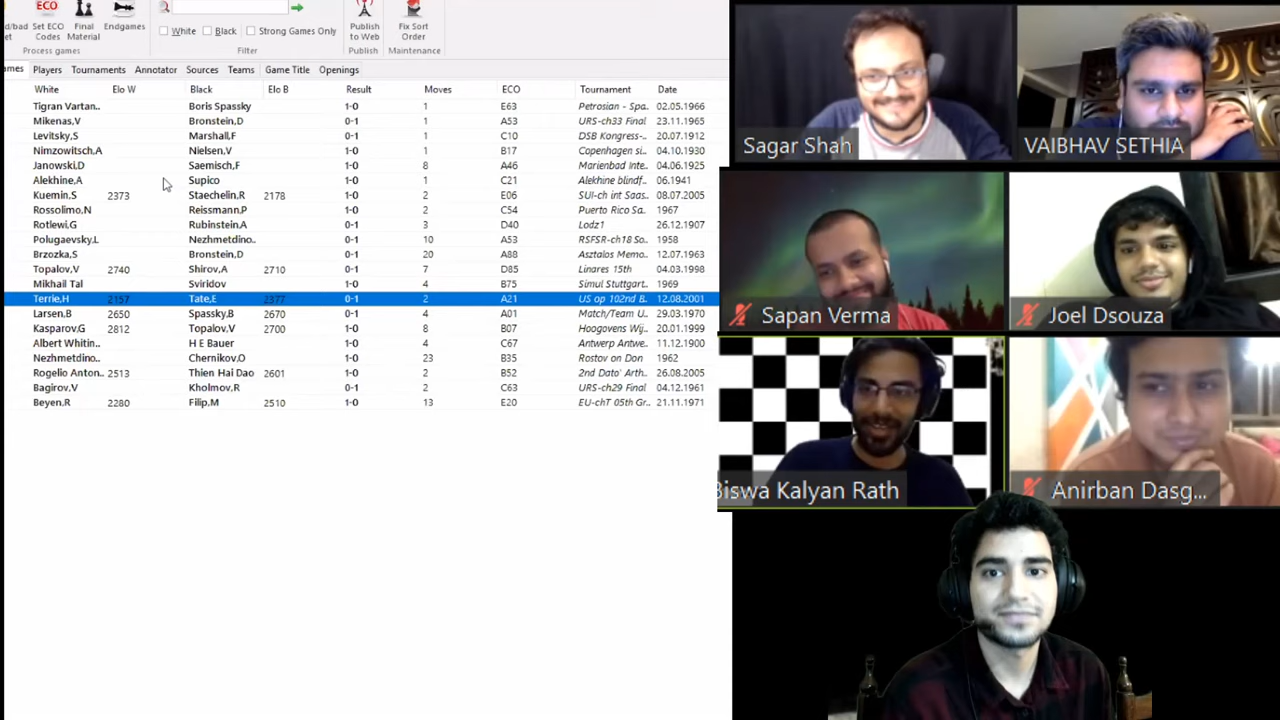 ECO
d/bad Set ECO Final Endgames
et Codes Material
Process games
White Black Strong Games Only
Filter
Publish
to Web
Publish
Fix Sort
Order
Maintenance
ames Players Tournaments Annotator Sources Teams Game Title Openings
White Elo W Black Elo B Result Moves ECO Tournament Date
Tigran Vartan.. Boris Spassky 1-0 1 E63 Petrosian - Spa.. 02.05.1966
Mikenas,V Bronstein,D 0-1 1 A53 URS-ch33 Final 23.11.1965
Levitsky,S Marshall,F 0-1 1 C10 DSB Kongress-.. 20.07.1912
Nimzowitsch,A Nielsen,V 1-0 1 B17 Copenhagen si.. 04.10.1930
Janowski,D Saemisch,F 1-0 8 A46 Marienbad Inte.. 04.06.1925
Alekhine,A Supico 1-0 1 C21 Alekhine blindf.. 06.1941
Kuemin,S 2373 Staechelin,R 2178 1-0 2 E06 SUI-ch int Saas.. 08.07.2005
Rossolimo,N Reissmann,P 1-0 2 C54 Puerto Rico Sa.. 1967
Rotlewi,G Rubinstein,A 0-1 3 D40 Lodz1 26.12.1907
Polugaevsky,L Nezhmetdino.. 0-1 10 A53 RSFSR-ch18 So.. 1958
Brzozka,S Bronstein,D 0-1 20 A88 Asztalos Memo.. 12.07.1963
Topalov,V 2740 Shirov,A 2710 0-1 7 D85 Linares 15th 04.03.1998
Mikhail Tal Sviridov 1-0 4 B75 Simul Stuttgart.. 1969
Terrie,H 2157 Tate,E 2377 0-1 2 A21 US op 102nd B.. 12.08.2001
Larsen,B 2650 Spassky,B 2670 0-1 4 A01 Match/Team U.. 29.03.1970
Kasparov,G 2812 Topalov,V 2700 1-0 8 B07 Hoogovens Wij.. 20.01.1999
Albert Whitin.. H E Bauer 1-0 4 C67 Antwerp Antwe.. 11.12.1900
Nezhmetdino.. Chernikov,O 1-0 23 B35 Rostov on Don 1962
Rogelio Anton.. 2513 Thien Hai Dao 2601 1-0 2 B52 2nd Dato' Arth.. 26.08.2005
Bagirov,V Kholmov,R 0-1 2 C63 URS-ch29 Final 04.12.1961
Beyen,R 2280 Filip,M 2510 1-0 13 E20 EU-chT 05th Gr.. 21.11.1971
Sagar Shah
VAIBHAV SETHIA
Sapan Verma
Joel Dsouza
Biswa Kalyan Rath
Anirban Dasg...